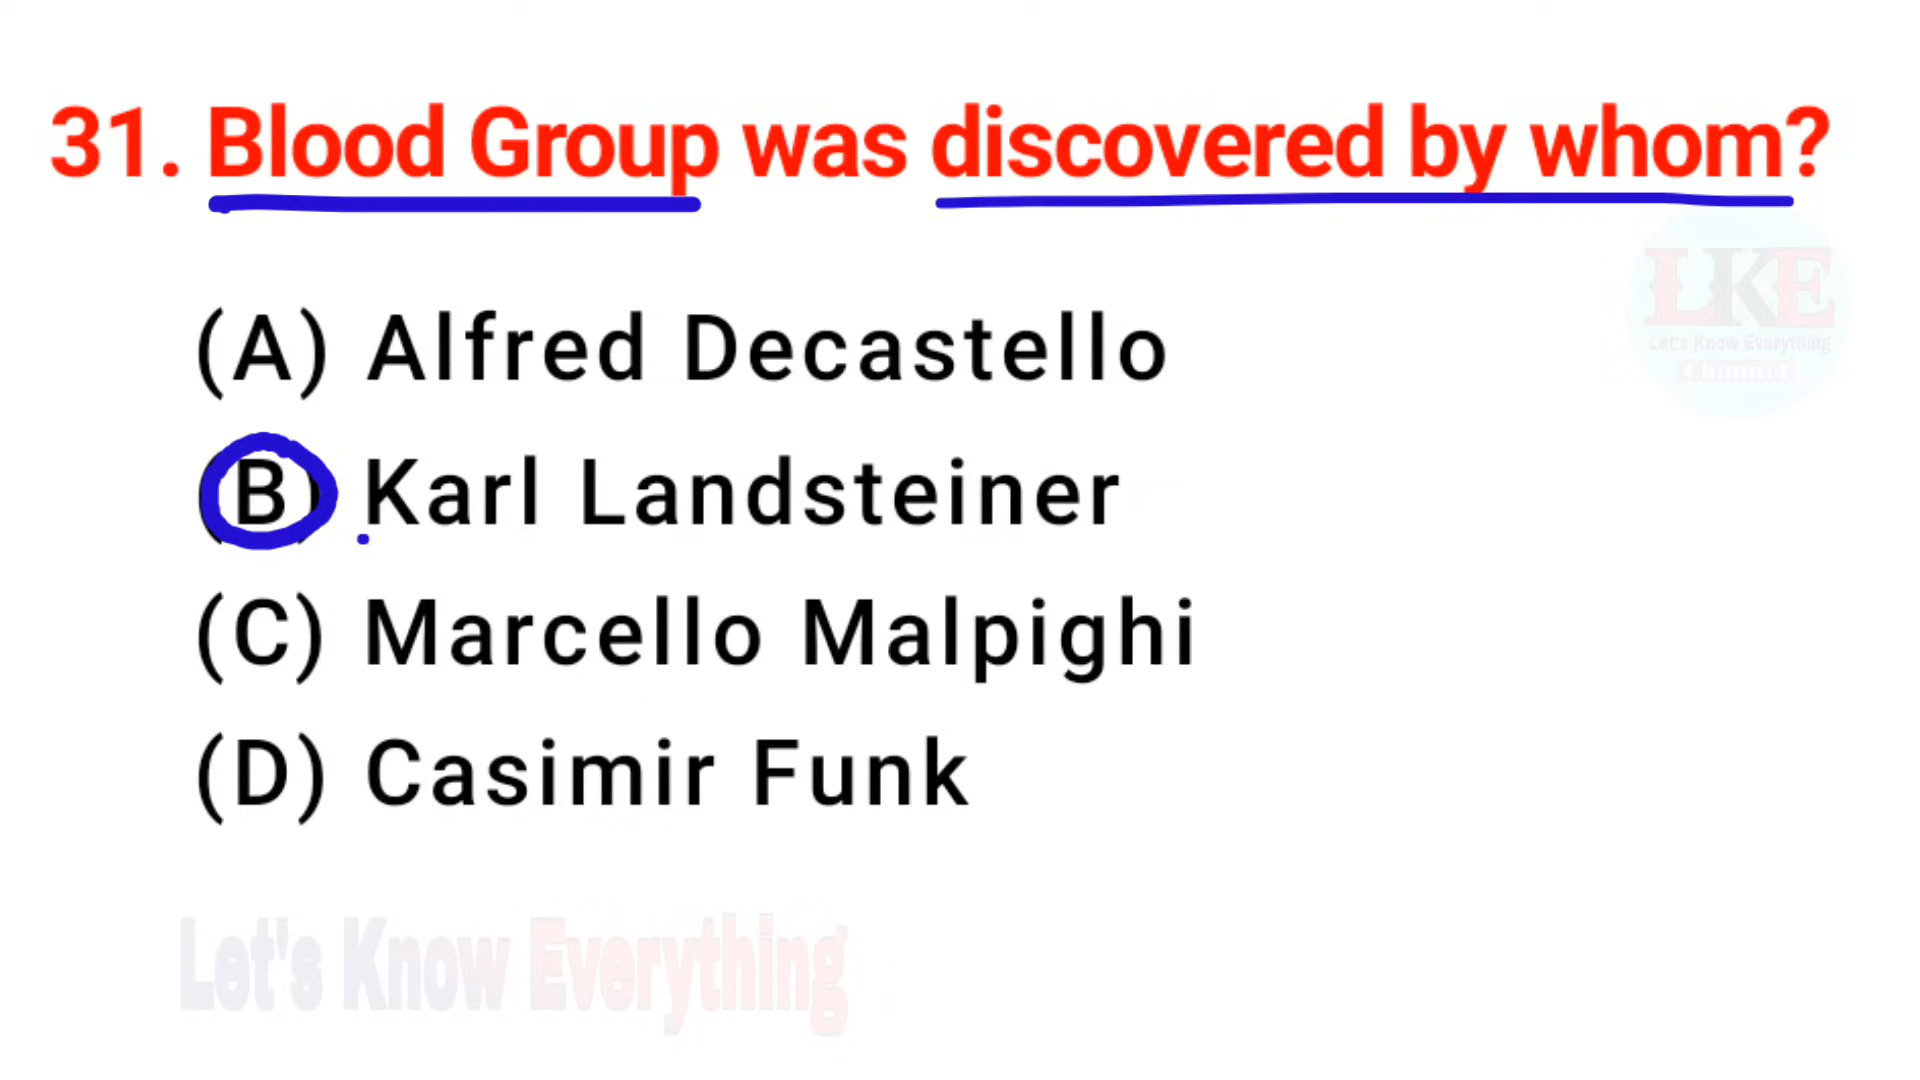 31. Blood Group was discovered by whom?
LKE
Let's Know Everything
Channel
(A) Alfred Decastello
(B) Karl Landsteiner
(C) Marcello Malpighi
(D) Casimir Funk
Let's Know Everything